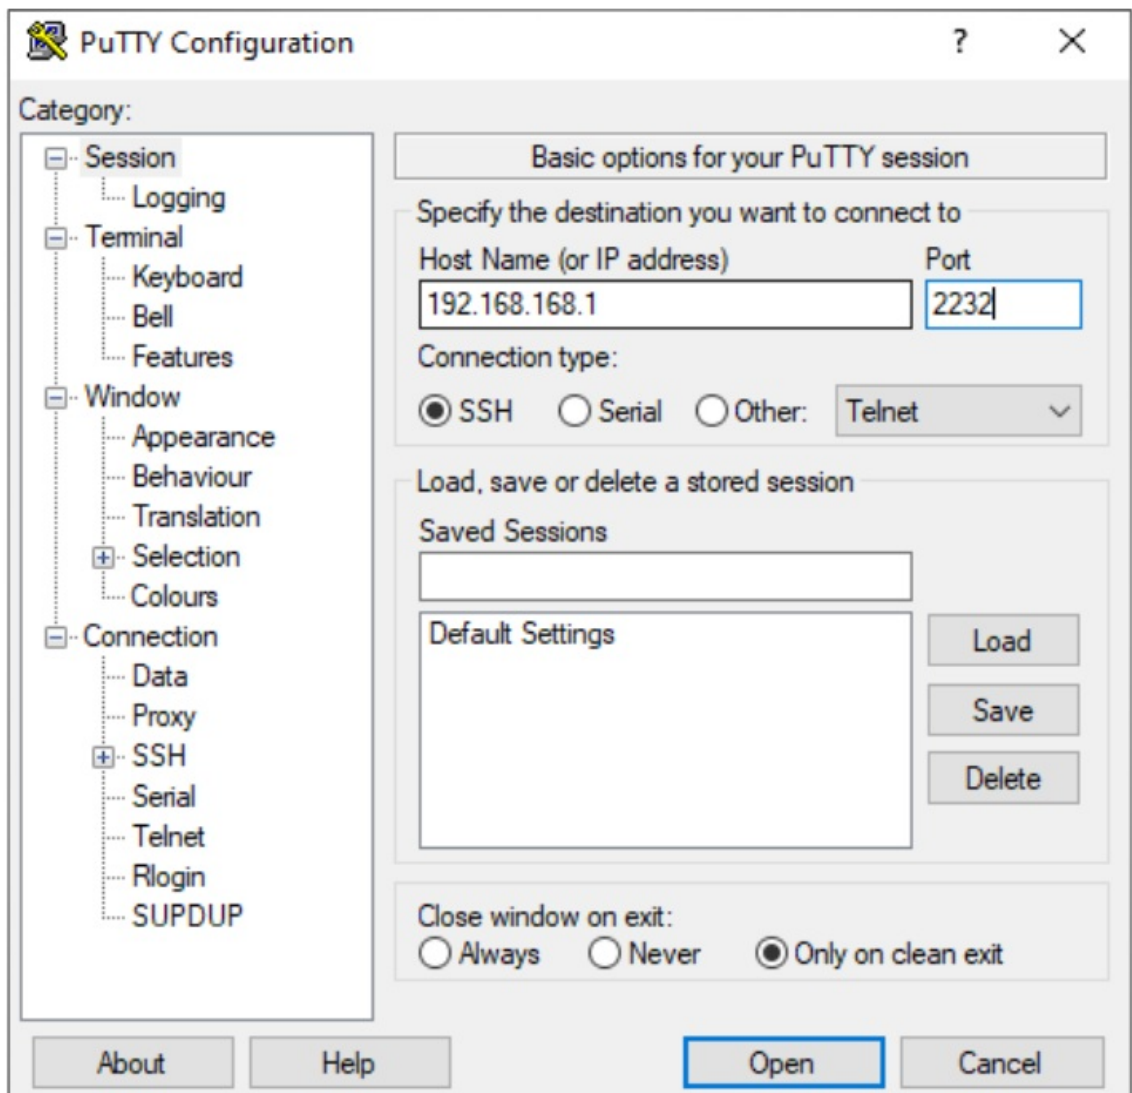 PuTTY Configuration
?
Category:
Session
Logging
Terminal
Keyboard
Bell
Features
Window
Appearance
Behaviour
Translation
Selection
Colours
Connection
Data
Proxy
SSH
Serial
Telnet
Rlogin
SUPDUP
Basic options for your PuTTY session
Specify the destination you want to connect to
Host Name (or IP address) Port
192.168.168.1 2232
Connection type:
SSH Serial Other: Telnet
Load, save or delete a stored session
Saved Sessions
Default Settings
Load
Save
Delete
Close window on exit:
Always Never Only on clean exit
About Help Open Cancel